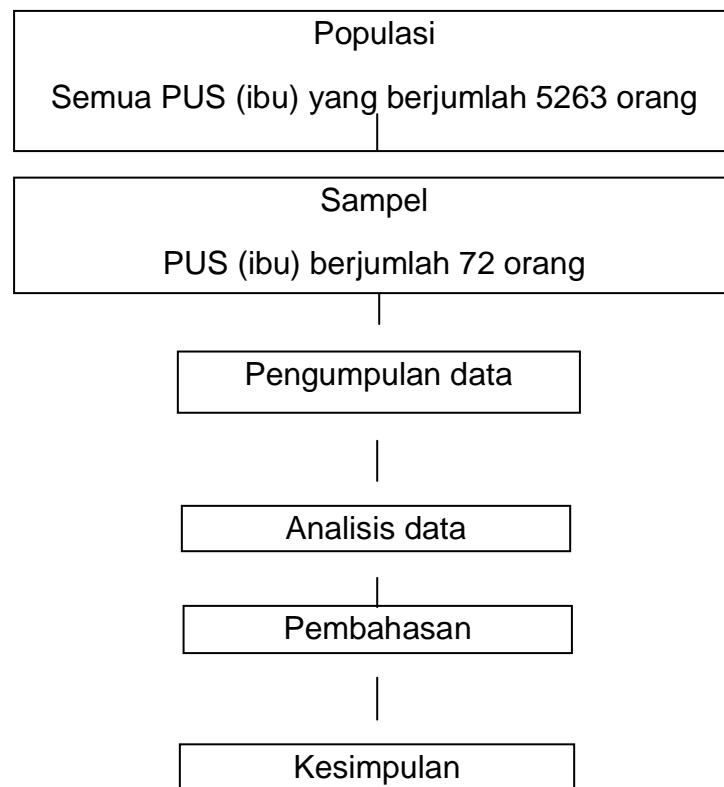 Populasi
Semua PUS (ibu) yang berjumlah 5263 orang
Sampel
PUS (ibu) berjumlah 72 orang
Pengumpulan data
Analisis data
Pembahasan
Kesimpulan